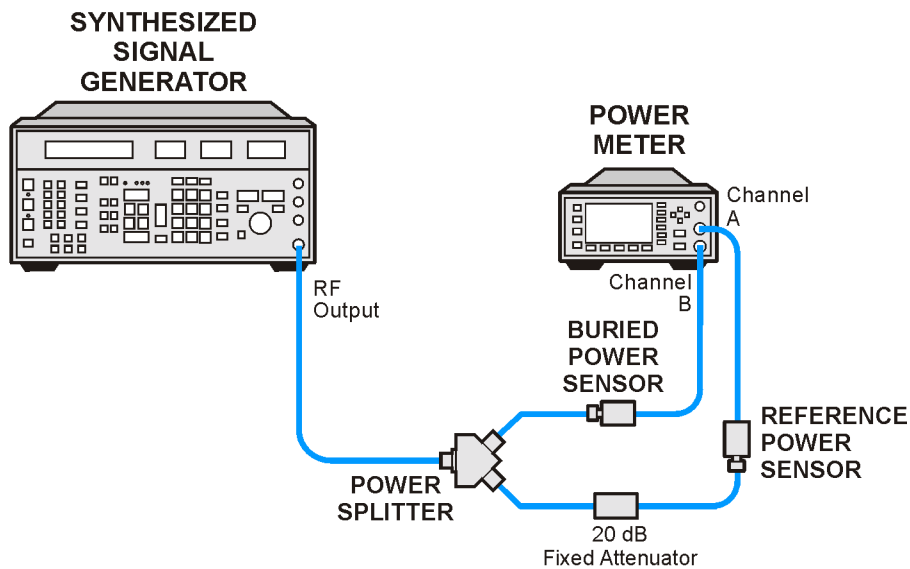 SYNTHESIZED
SIGNAL
GENERATOR
POWER
METER
Channel
A
RF
Output
Channel
B
BURIED
POWER
SENSOR
REFERENCE
POWER
SENSOR
POWER
SPLITTER
20 dB
Fixed Attenuator